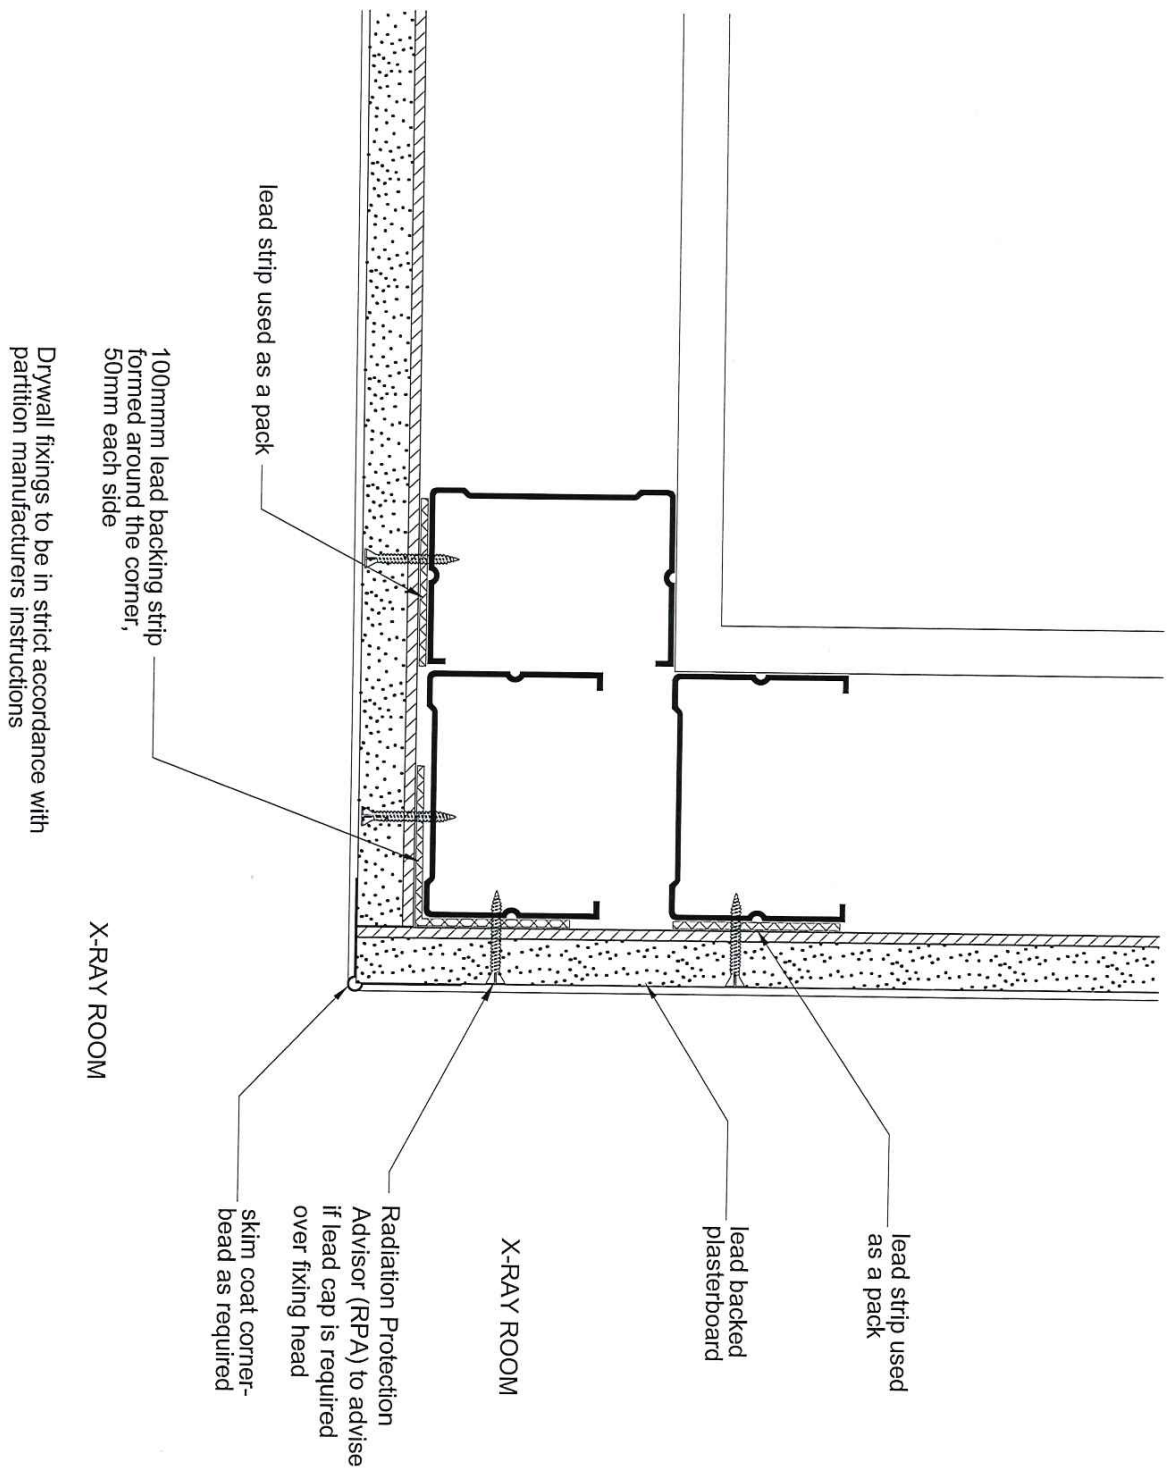 lead strip used
as a pack
lead backed
plasterboard
X-RAY ROOM
Radiation Protection
Advisor (RPA) to advise
if lead cap is required
over fixing head
skim coat corner-
bead as required
lead strip used as a pack
100mmm lead backing strip
formed around the corner,
50mm each side
X-RAY ROOM
Drywall fixings to be in strict accordance with
partition manufacturers instructions